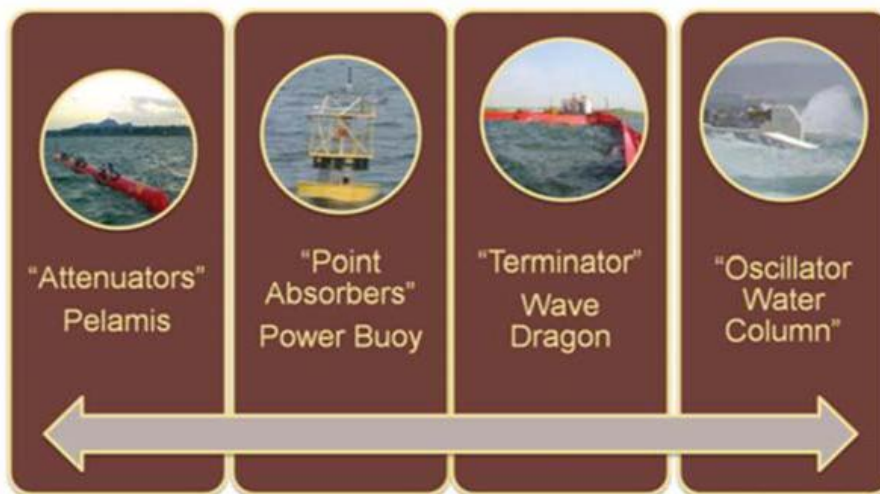 “Attenuators”
Pelamis
“Point
Absorbers”
Power Buoy
“Terminator”
Wave
Dragon
“Oscillator
Water
Column”